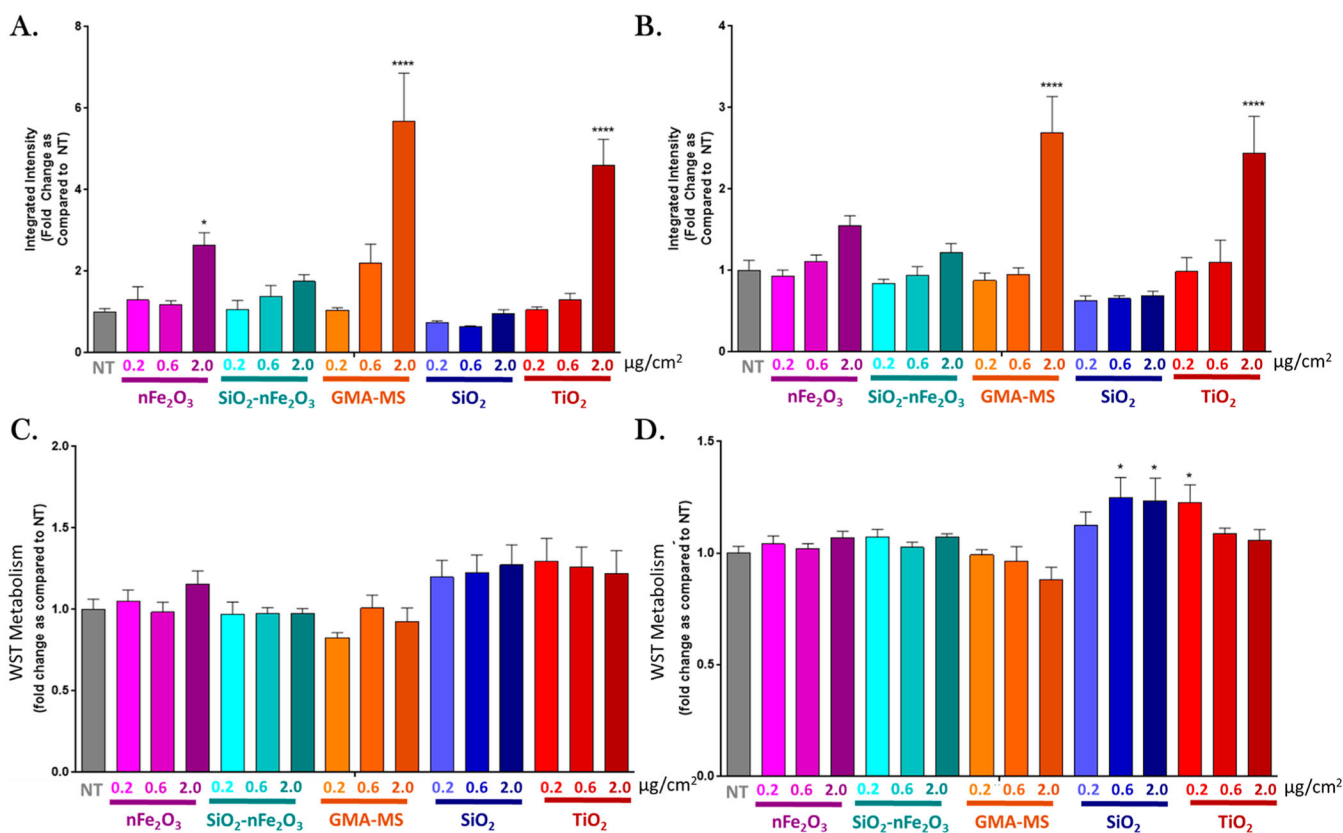 A.
Integrated Intensity
(Fold Change as
Compared to NT)
8
6
4
2
0
*
****
****
NT 0.2 0.6 2.0 0.2 0.6 2.0 0.2 0.6 2.0 0.2 0.6 2.0 0.2 0.6 2.0 µg/cm²
nFe₂O₃ SiO₂-nFe₂O₃ GMA-MS SiO₂ TiO₂
B.
Integrated Intensity
(Fold Change as
Compared to NT)
4
3
2
1
0
****
****
NT 0.2 0.6 2.0 0.2 0.6 2.0 0.2 0.6 2.0 0.2 0.6 2.0 0.2 0.6 2.0 µg/cm²
nFe₂O₃ SiO₂-nFe₂O₃ GMA-MS SiO₂ TiO₂
C.
WST Metabolism
(fold change as compared to NT)
2.0
1.5
1.0
0.5
0.0
NT 0.2 0.6 2.0 0.2 0.6 2.0 0.2 0.6 2.0 0.2 0.6 2.0 0.2 0.6 2.0 µg/cm²
nFe₂O₃ SiO₂-nFe₂O₃ GMA-MS SiO₂ TiO₂
D.
WST Metabolism
(fold change as compared to NT)
1.5
1.0
0.5
0.0
* * *
NT 0.2 0.6 2.0 0.2 0.6 2.0 0.2 0.6 2.0 0.2 0.6 2.0 0.2 0.6 2.0 µg/cm²
nFe₂O₃ SiO₂-nFe₂O₃ GMA-MS SiO₂ TiO₂